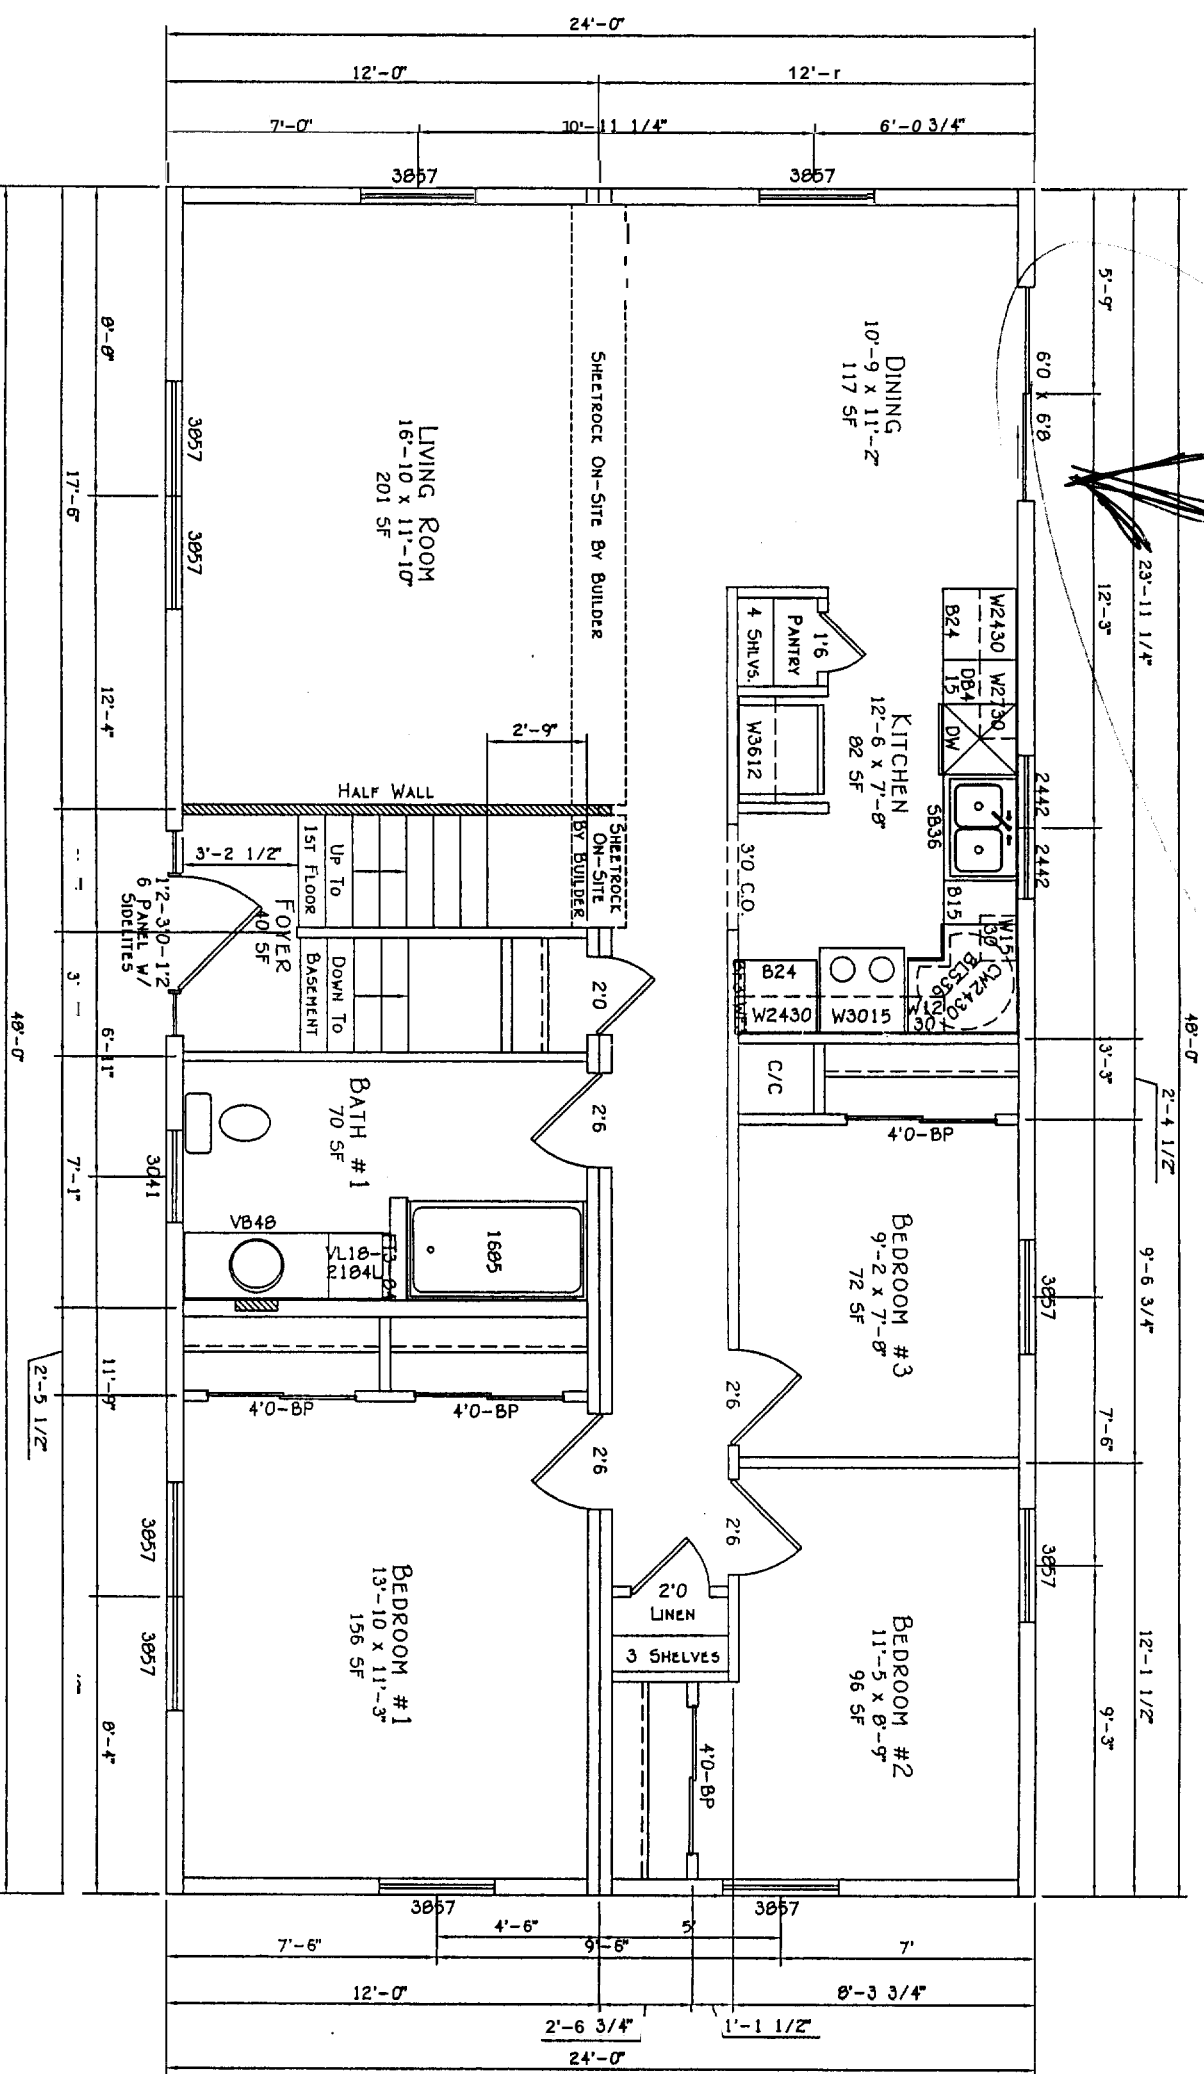 24'-0"
12'-0"
12'-r
7'-0"
10'-11 1/4"
6'-0 3/4"
3857
3857
5'-9"
6'0 x 6'8
12'-3"
23'-11 1/4"
48'-0"
3'-3"
2'-4 1/2"
9'-6 3/4"
7'-6"
12'-1 1/2"
9'-3"
DINING
10'-9 x 11'-2"
117 SF
SHEETROCK ON-SITE BY BUILDER
LIVING ROOM
16'-10 x 11'-10"
201 SF
8'-8"
3857
3857
17'-6"
12'-4"
PANTRY
4 SHLVS.
1'6
W3612
KITCHEN
12'-6 x 7'-8"
82 SF
W2430
B24
W2730
DB4
15
DW
SB36
2442
2442
B15
W15
30
CW2430
BLS36
W12
30
3'0 C.O.
B24
W2430
W3015
HALF WALL
2'-9"
SHEETROCK
ON-SITE
BY BUILDER
UP TO
1ST FLOOR
3'-2 1/2"
FOYER
40 SF
DOWN TO
BASEMENT
1'2-3'0-1'2
6 PANEL W/
SIDELITES
3'
6'-11"
2'0
2'6
C/C
4'0-BP
BATH #1
70 SF
3041
7'-1"
VB48
VL18-
2184L
1685
BEDROOM #3
9'-2 x 7'-8"
72 SF
3857
2'6
4'0-BP
4'0-BP
11'-9"
2'-5 1/2"
48'-0"
2'6
2'6
3857
2'0
LINEN
3 SHELVES
4'0-BP
BEDROOM #2
11'-5 x 8'-9"
96 SF
BEDROOM #1
13'-10 x 11'-3"
156 SF
3857
3857
8'-4"
3857
3857
4'-6"
5'
7'-6"
9'-6"
7'
12'-0"
8'-3 3/4"
2'-6 3/4"
1'-1 1/2"
24'-0"